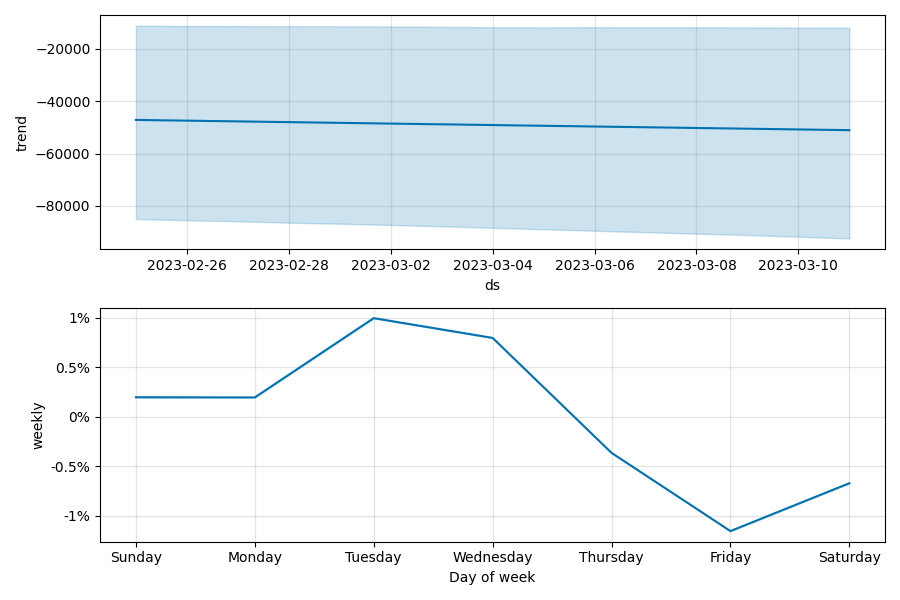 −20000
−40000
−60000
−80000
trend
2023-02-26 2023-02-28 2023-03-02 2023-03-04 2023-03-06 2023-03-08 2023-03-10
ds
1%
0.5%
0%
-0.5%
-1%
weekly
Sunday Monday Tuesday Wednesday Thursday Friday Saturday
Day of week